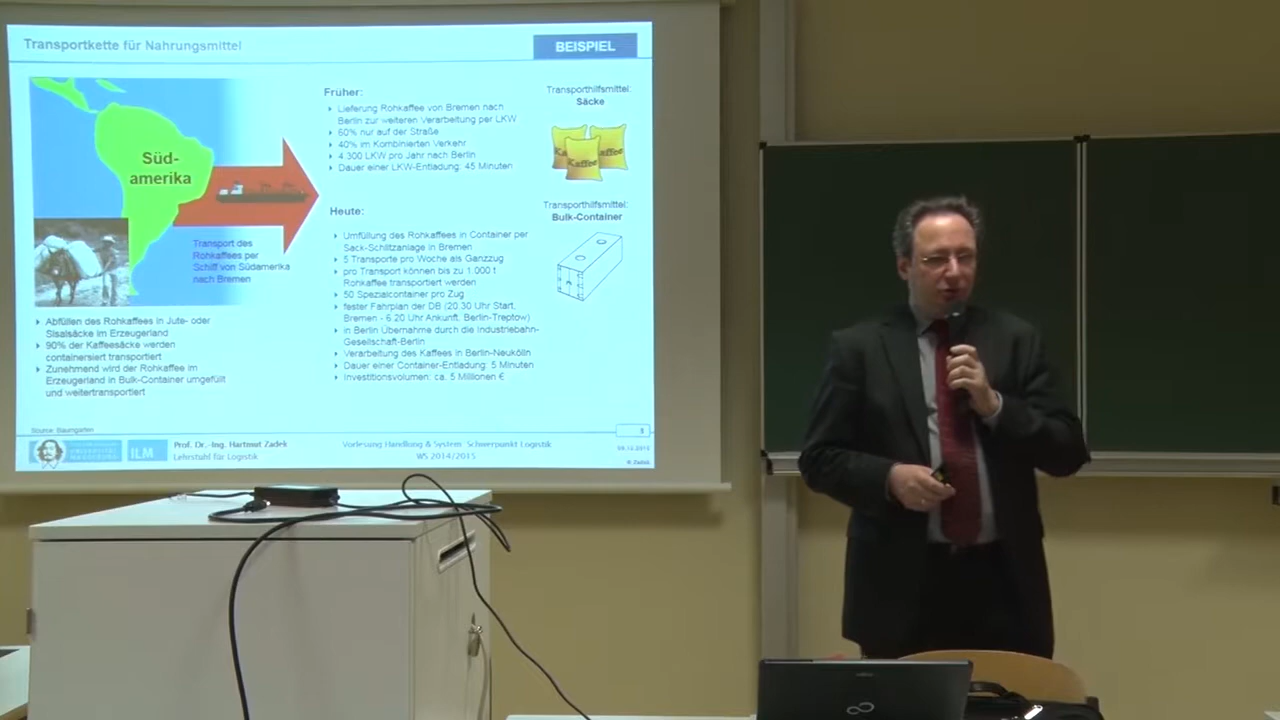 Transportkette für Nahrungsmittel
BEISPIEL
Süd-
amerika
Transport des
Rohkaffees per
Schiff von Südamerika
nach Bremen
Abfüllen des Rohkaffees in Jute- oder
Sisalsäcke im Erzeugerland
90% der Kaffeesäcke werden
containersiert transportiert
Zunehmend wird der Rohkaffee im
Erzeugerland in Bulk-Container umgefüllt
und weitertransportiert
Früher:
Lieferung Rohkaffee von Bremen nach
Berlin zur weiteren Verarbeitung per LKW
60% nur auf der Straße
40% im Kombinierten Verkehr
4.300 LKW pro Jahr nach Berlin
Dauer einer LKW-Entladung: 45 Minuten
Transporthilfsmittel:
Säcke
Kaffee
Heute:
Umfüllung des Rohkaffees in Container per
Sack-Schlitzanlage in Bremen
5 Transporte pro Woche als Ganzzug
pro Transport können bis zu 1.000 t
Rohkaffee transportiert werden
50 Spezialcontainer pro Zug
fester Fahrplan der DB (20.30 Uhr Start,
Bremen - 6.20 Uhr Ankunft, Berlin-Treptow)
in Berlin Übernahme durch die Industriebahn-
Gesellschaft-Berlin
Verarbeitung des Kaffees in Berlin-Neukölln
Dauer einer Container-Entladung: 5 Minuten
Investitionsvolumen: ca. 5 Millionen €
Transporthilfsmittel:
Bulk-Container
Source: Baumgarten
ILM
Prof. Dr.-Ing. Hartmut Zadek
Lehrstuhl für Logistik
Vorlesung Handlung & System: Schwerpunkt Logistik
WS 2014/2015
© Zadek